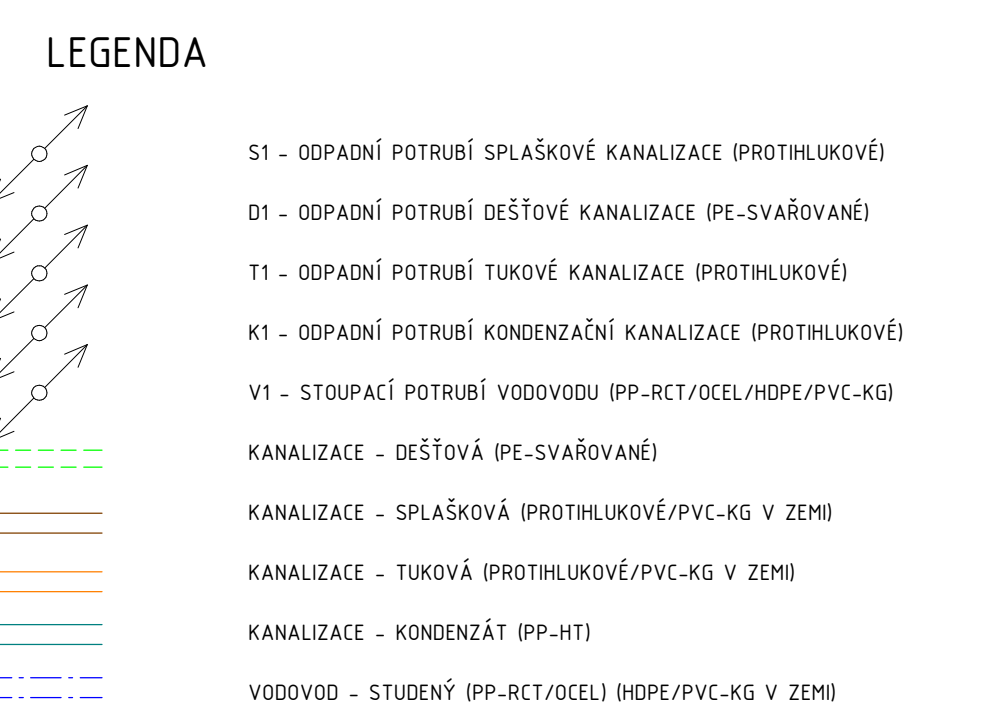 LEGENDA
S1 - ODPADNÍ POTRUBÍ SPLAŠKOVÉ KANALIZACE (PROTIHLUKOVÉ)
D1 - ODPADNÍ POTRUBÍ DEŠŤOVÉ KANALIZACE (PE-SVAŘOVANÉ)
T1 - ODPADNÍ POTRUBÍ TUKOVÉ KANALIZACE (PROTIHLUKOVÉ)
K1 - ODPADNÍ POTRUBÍ KONDENZAČNÍ KANALIZACE (PROTIHLUKOVÉ)
V1 - STOUPACÍ POTRUBÍ VODOVODU (PP-RCT/OCEL/HDPE/PVC-KG)
KANALIZACE - DEŠŤOVÁ (PE-SVAŘOVANÉ)
KANALIZACE - SPLAŠKOVÁ (PROTIHLUKOVÉ/PVC-KG V ZEMI)
KANALIZACE - TUKOVÁ (PROTIHLUKOVÉ/PVC-KG V ZEMI)
KANALIZACE - KONDENZÁT (PP-HT)
VODOVOD - STUDENÝ (PP-RCT/OCEL) (HDPE/PVC-KG V ZEMI)